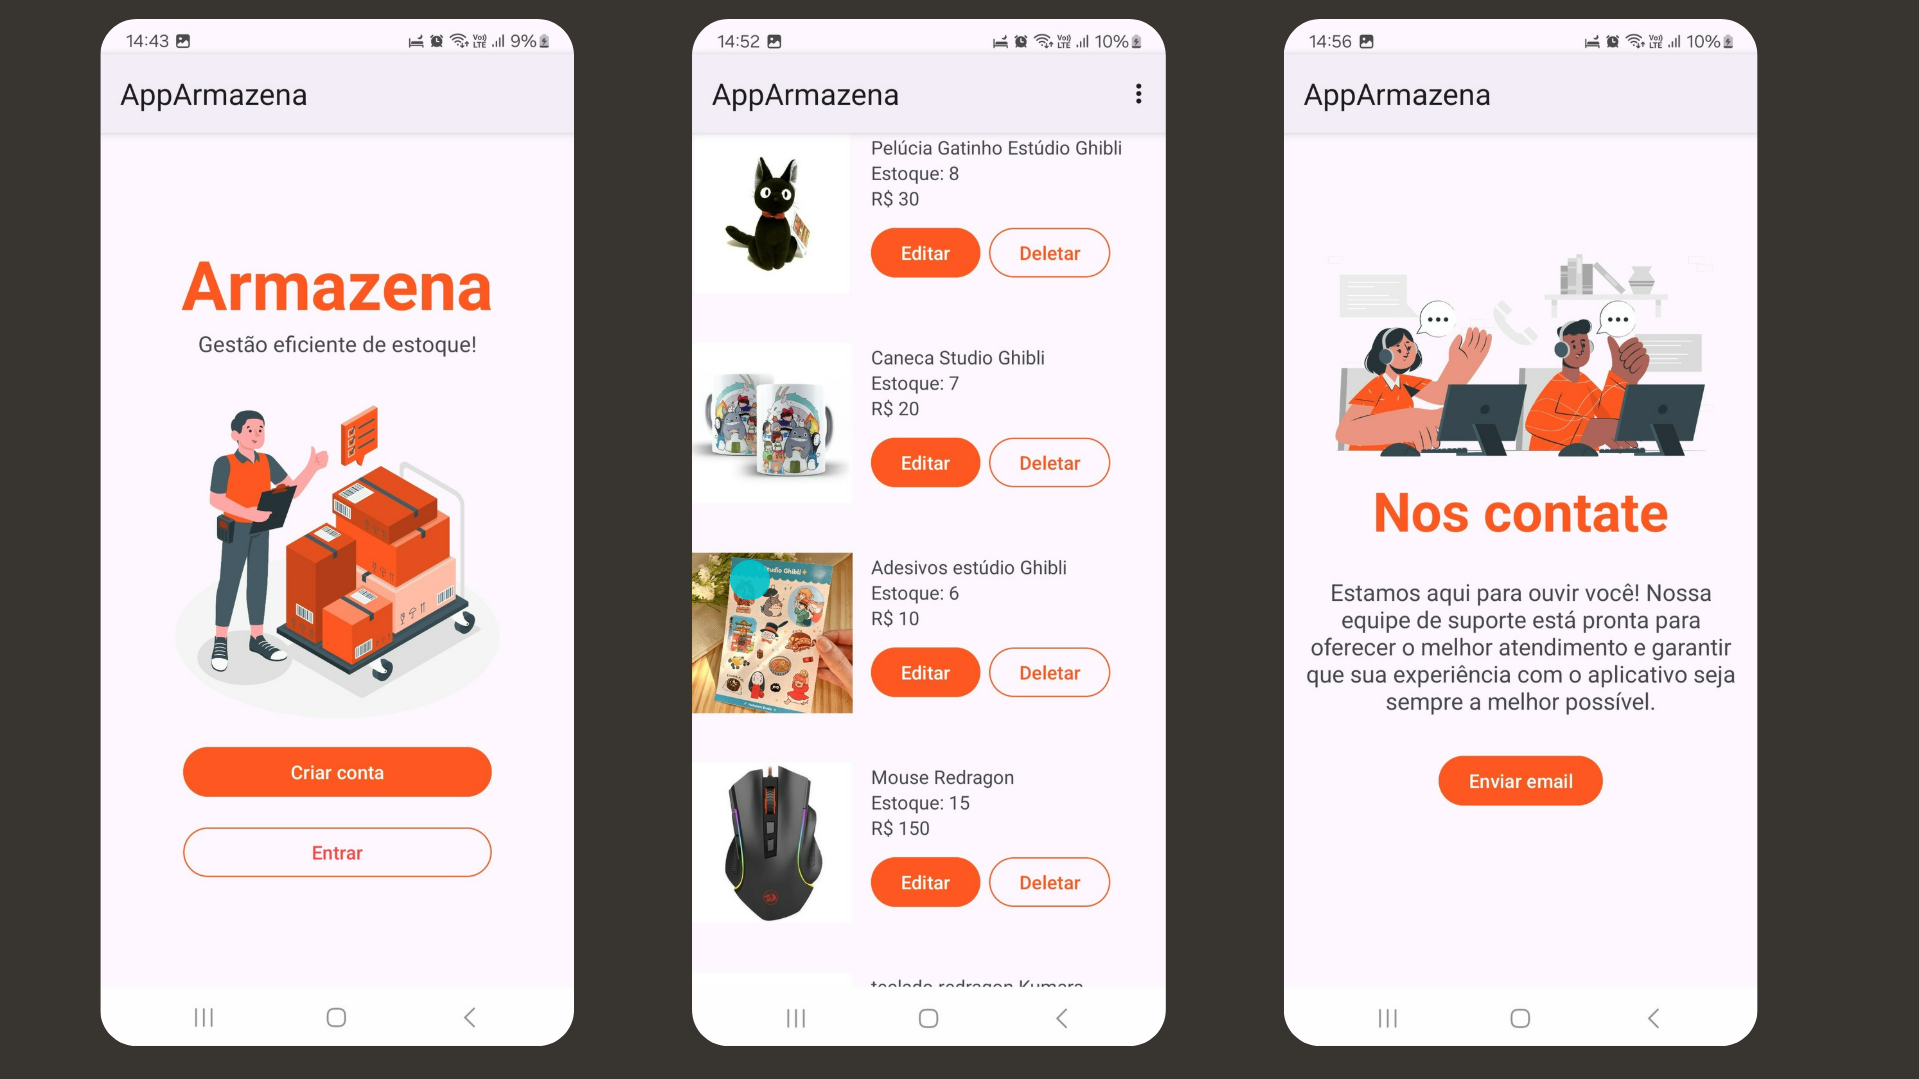 14:43
9%
AppArmazena
Armazena
Gestão eficiente de estoque!
Criar conta
Entrar
14:52
10%
AppArmazena
Pelúcia Gatinho Estúdio Ghibli
Estoque: 8
R$ 30
Editar
Deletar
Caneca Studio Ghibli
Estoque: 7
R$ 20
Editar
Deletar
Adesivos estúdio Ghibli
Estoque: 6
R$ 10
Editar
Deletar
Mouse Redragon
Estoque: 15
R$ 150
Editar
Deletar
teclado redragon Kumara
14:56
10%
AppArmazena
Nos contate
Estamos aqui para ouvir você! Nossa
equipe de suporte está pronta para
oferecer o melhor atendimento e garantir
que sua experiência com o aplicativo seja
sempre a melhor possível.
Enviar email